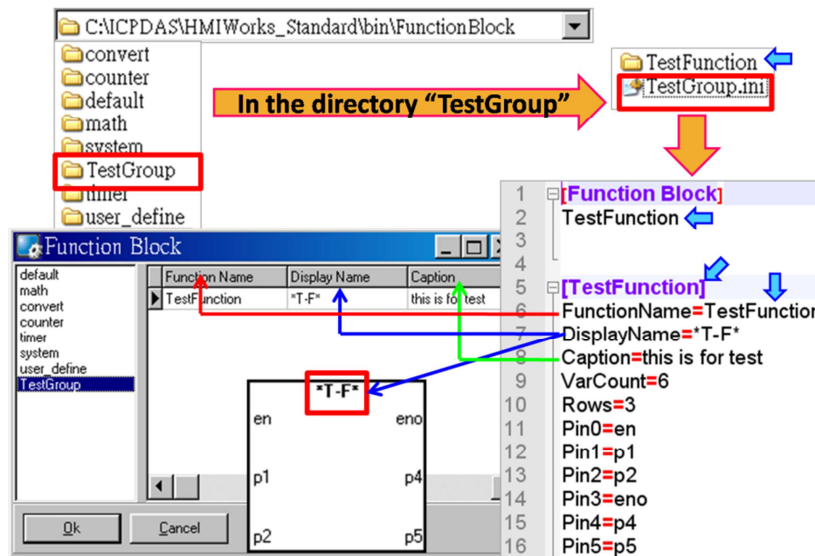 C:\ICPDAS\HMIWorks_Standard\bin\FunctionBlock
convert
counter
default
math
system
TestGroup
timer
user_define
In the directory “TestGroup”
TestFunction
TestGroup.ini
Function Block
default
math
convert
counter
timer
system
user_define
TestGroup
Function Name Display Name Caption
TestFunction *T-F* this is for test
*T-F*
en eno
p1 p4
p2 p5
Ok Cancel
1 [Function Block]
2 TestFunction
3
4
5 [TestFunction]
6 FunctionName=TestFunction
7 DisplayName=*T-F*
8 Caption=this is for test
9 VarCount=6
10 Rows=3
11 Pin0=en
12 Pin1=p1
13 Pin2=p2
14 Pin3=eno
15 Pin4=p4
16 Pin5=p5